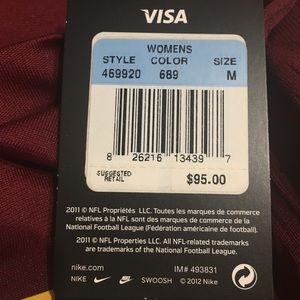 VISA
WOMENS
STYLE COLOR SIZE
469920 689 M
8 26216 13439 7
SUGGESTED
RETAIL
$95.00
2011 © NFL Propriétés LLC. Toutes les marques de commerce
relatives à la NFL sont des marques de commerce de la
National Football League (Fédération américaine de football).
2011 © NFL Properties LLC. All NFL-related trademarks
are trademarks of the National Football League.
nike.com IM# 493831
NIKE SWOOSH © 2012 Nike